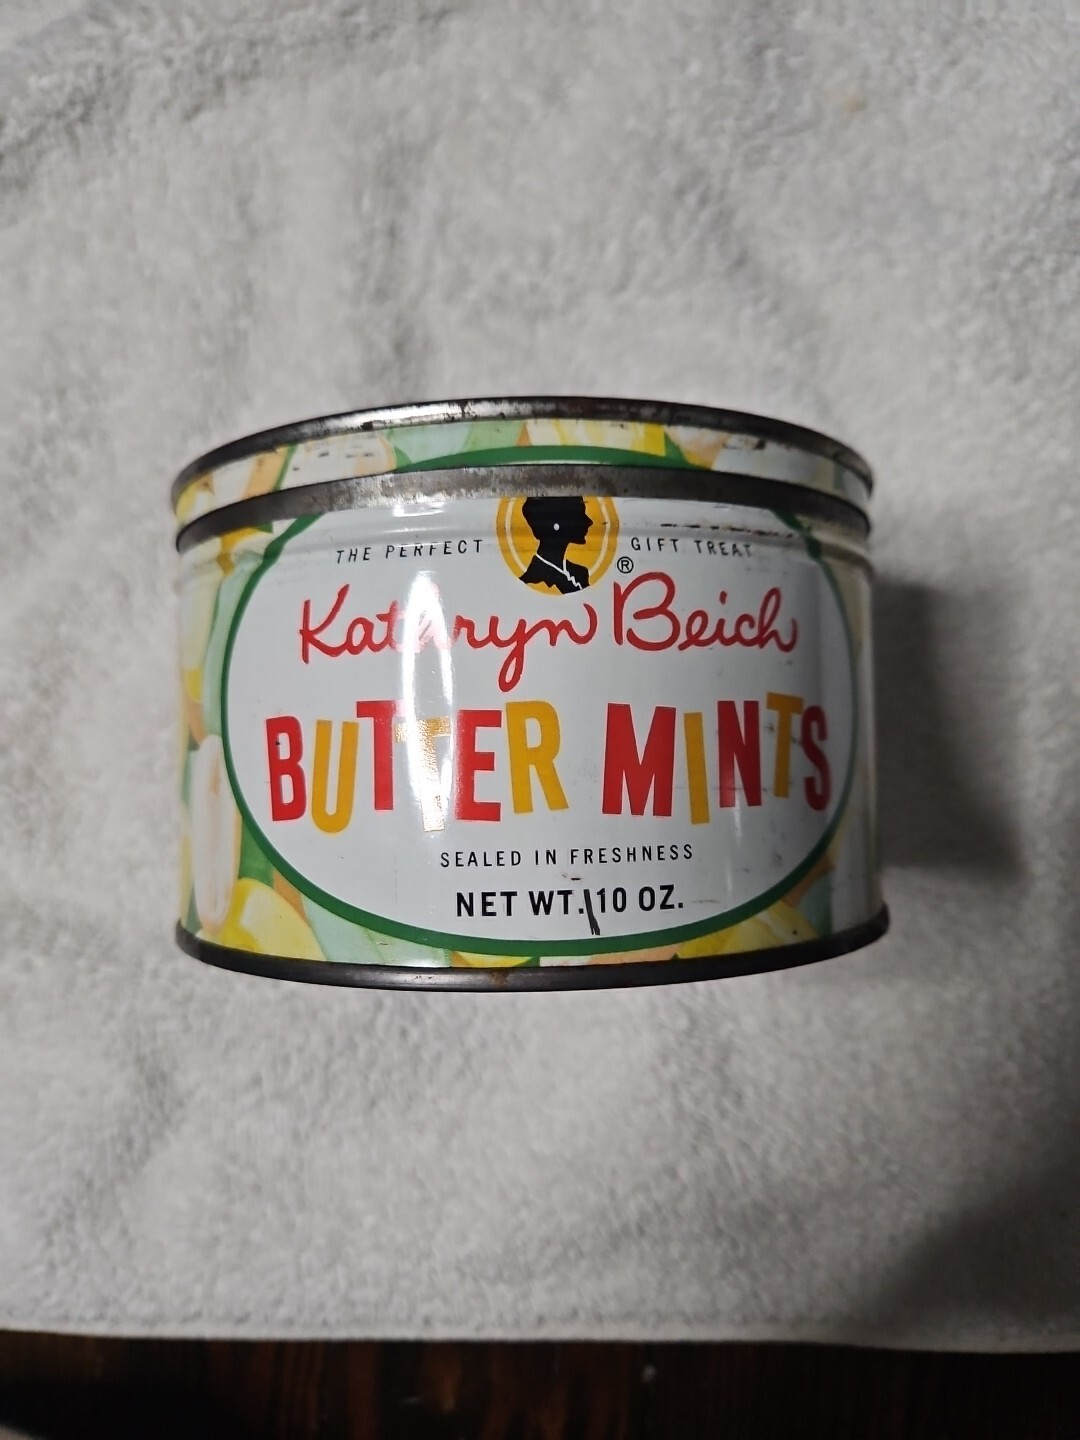 THE PERFECT GIFT TREAT
®
Kathryn Beich
BUTTER MINTS
SEALED IN FRESHNESS
NET WT. 10 OZ.